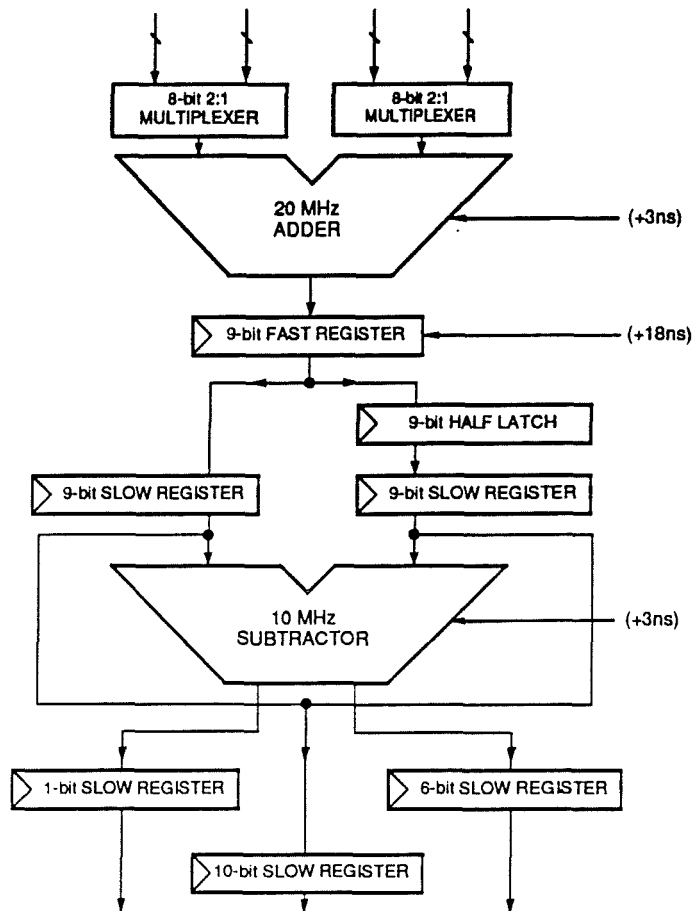 8-bit 2:1
MULTIPLEXER
8-bit 2:1
MULTIPLEXER
20 MHz
ADDER
(+3ns)
9-bit FAST REGISTER
(+18ns)
9-bit HALF LATCH
9-bit SLOW REGISTER
9-bit SLOW REGISTER
10 MHz
SUBTRACTOR
(+3ns)
1-bit SLOW REGISTER
6-bit SLOW REGISTER
10-bit SLOW REGISTER